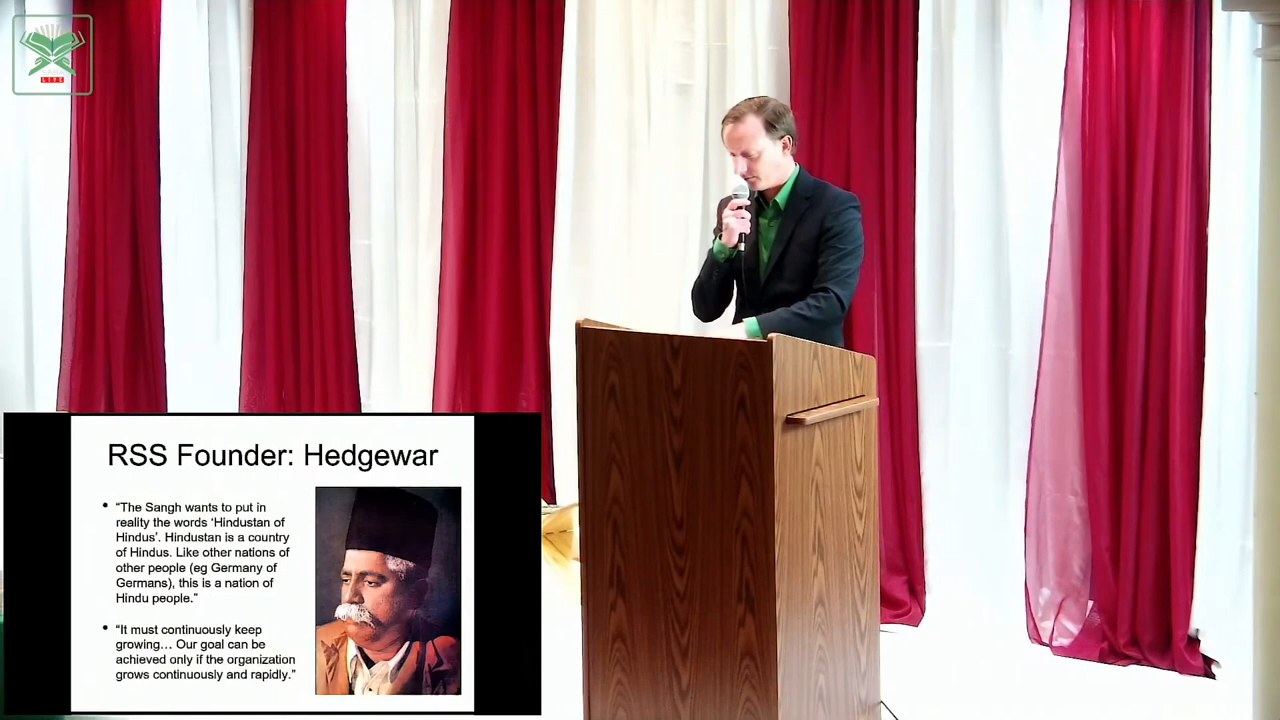 LIVE
RSS Founder: Hedgewar
• “The Sangh wants to put in
reality the words ‘Hindustan of
Hindus’. Hindustan is a country
of Hindus. Like other nations of
other people (eg Germany of
Germans), this is a nation of
Hindu people.”
• “It must continuously keep
growing… Our goal can be
achieved only if the organization
grows continuously and rapidly.”